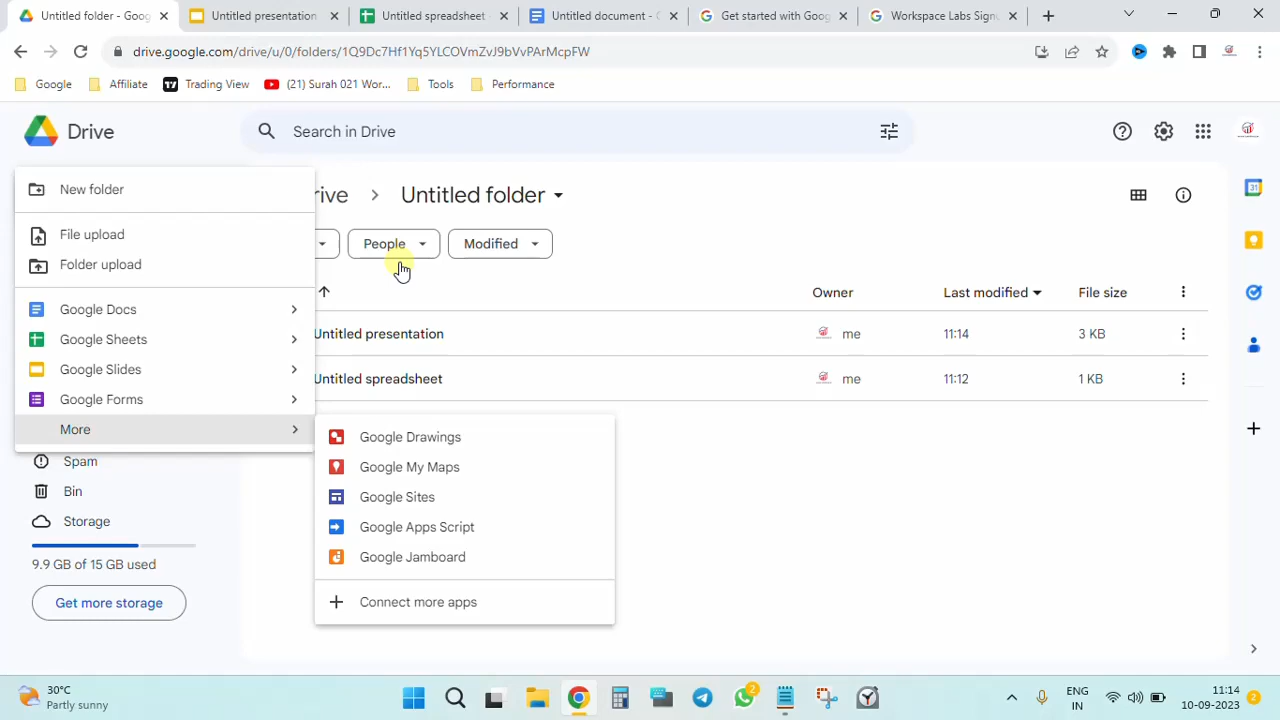 Untitled folder - Goog
Untitled presentation
Untitled spreadsheet
Untitled document - G
Get started with Goog
Workspace Labs Sign
drive.google.com/drive/u/0/folders/1Q9Dc7Hf1Yq5YLCOVmZvJ9bVvPArMcpFW
Google
Affiliate
Trading View
(21) Surah 021 Wor...
Tools
Performance
Drive
Search in Drive
New folder
File upload
Folder upload
Google Docs
Google Sheets
Google Slides
Google Forms
More
Spam
Bin
Storage
9.9 GB of 15 GB used
Get more storage
rive
Untitled folder
People
Modified
Owner
Last modified
File size
Untitled presentation
me
11:14
3 KB
Untitled spreadsheet
me
11:12
1 KB
Google Drawings
Google My Maps
Google Sites
Google Apps Script
Google Jamboard
Connect more apps
31
30°C
Partly sunny
2
ENG
IN
11:14
10-09-2023
2